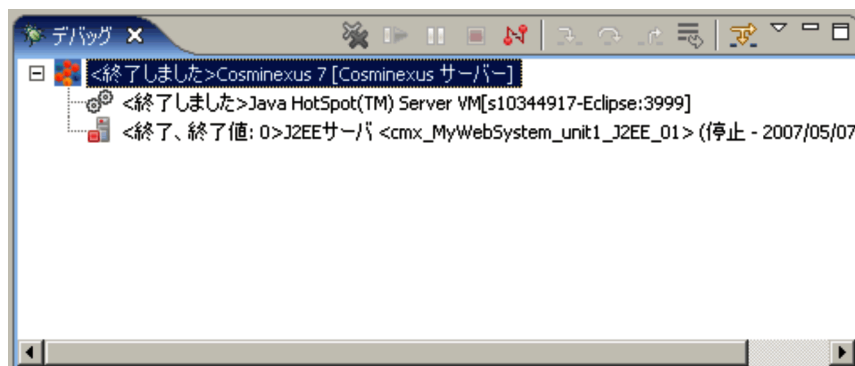 デバッグ
<終了しました>Cosminexus 7 [Cosminexus サーバー]
<終了しました>Java HotSpot(TM) Server VM[s10344917-Eclipse:3999]
<終了、終了値: 0>J2EEサーバ <cmx_MyWebSystem_unit1_J2EE_01> (停止 - 2007/05/07